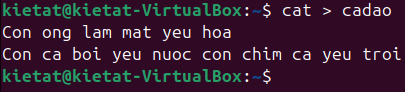 kietat@kietat-VirtualBox:~$ cat > cadao
Con ong lam mat yeu hoa
Con ca boi yeu nuoc con chim ca yeu troi
kietat@kietat-VirtualBox:~$